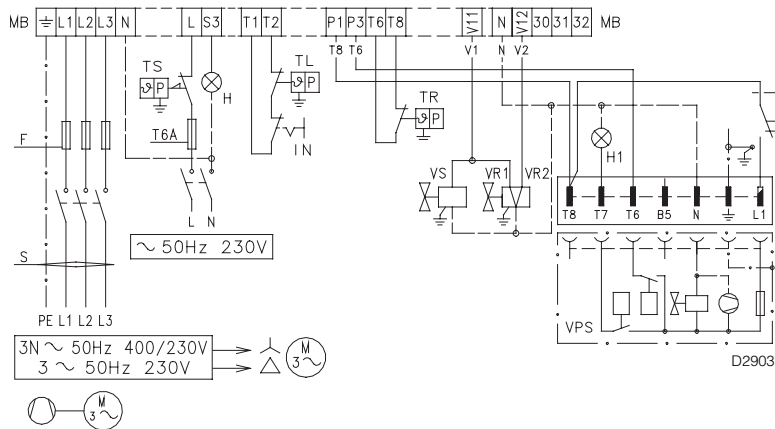 MB ⏚ L1 L2 L3 N L S3 T1 T2 P1 P3 T6 T8 V11 N V12 30 31 32 MB
T8 T6 V1 N V2
TS
ϑ P
H
TL
ϑ P
TR
ϑ P
T6A
IN
F
H1
VS VR1 VR2
T8 T7 T6 B5 N ⏚ L1
L N
~ 50Hz 230V
S
VPS
PE L1 L2 L3
D2903
3N ~ 50Hz 400/230V
3 ~ 50Hz 230V
M
3~
M
3~